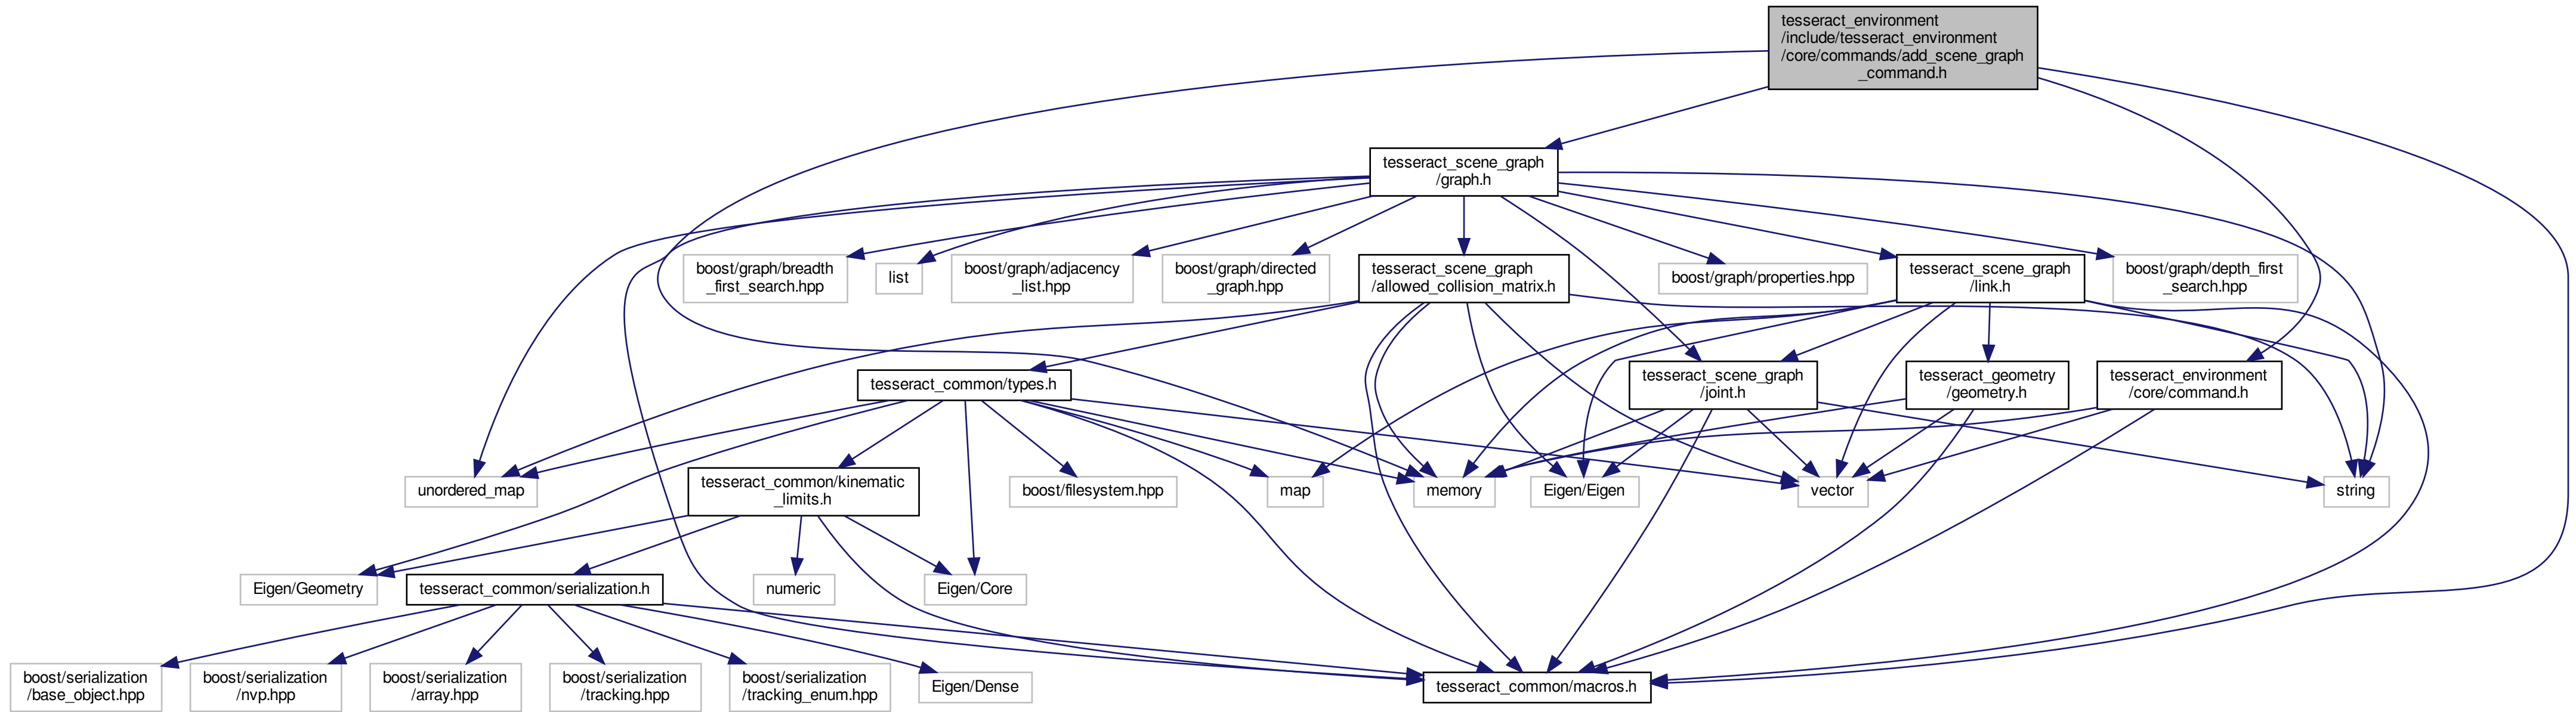 tesseract_environment
/include/tesseract_environment
/core/commands/add_scene_graph
_command.h
tesseract_scene_graph
/graph.h
boost/graph/breadth
_first_search.hpp
list
boost/graph/adjacency
_list.hpp
boost/graph/directed
_graph.hpp
tesseract_scene_graph
/allowed_collision_matrix.h
boost/graph/properties.hpp
tesseract_scene_graph
/link.h
boost/graph/depth_first
_search.hpp
tesseract_common/types.h
tesseract_scene_graph
/joint.h
tesseract_geometry
/geometry.h
tesseract_environment
/core/command.h
unordered_map
tesseract_common/kinematic
_limits.h
boost/filesystem.hpp
map
memory
Eigen/Eigen
vector
string
Eigen/Geometry
tesseract_common/serialization.h
numeric
Eigen/Core
boost/serialization
/base_object.hpp
boost/serialization
/nvp.hpp
boost/serialization
/array.hpp
boost/serialization
/tracking.hpp
boost/serialization
/tracking_enum.hpp
Eigen/Dense
tesseract_common/macros.h